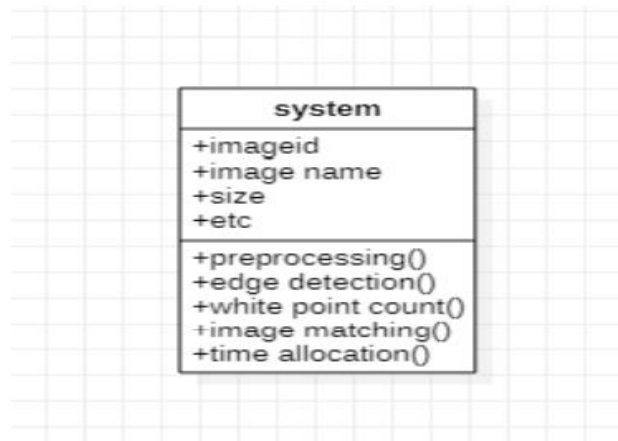 system
+imageid
+image name
+size
+etc
+preprocessing()
+edge detection()
+white point count()
+image matching()
+time allocation()